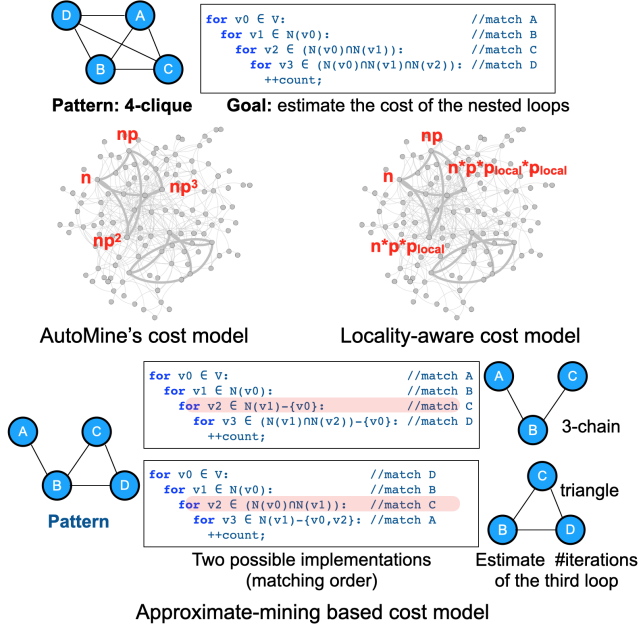 D A
B C
for v0 ∈ V: //match A
for v1 ∈ N(v0): //match B
for v2 ∈ (N(v0)∩N(v1)): //match C
for v3 ∈ (N(v0)∩N(v1)∩N(v2)): //match D
++count;
Pattern: 4-clique
Goal: estimate the cost of the nested loops
np
n
np³
np²
AutoMine's cost model
np
n
n*p*plocal*plocal
n*p*plocal
Locality-aware cost model
A C
B D
Pattern
for v0 ∈ V: //match A
for v1 ∈ N(v0): //match B
for v2 ∈ N(v1)-{v0}: //match C
for v3 ∈ (N(v1)∩N(v2))-{v0}: //match D
++count;
A C
B
3-chain
for v0 ∈ V: //match D
for v1 ∈ N(v0): //match B
for v2 ∈ (N(v0)∩N(v1)): //match C
for v3 ∈ N(v1)-{v0,v2}: //match A
++count;
C
triangle
B D
Two possible implementations
(matching order)
Estimate #iterations
of the third loop
Approximate-mining based cost model